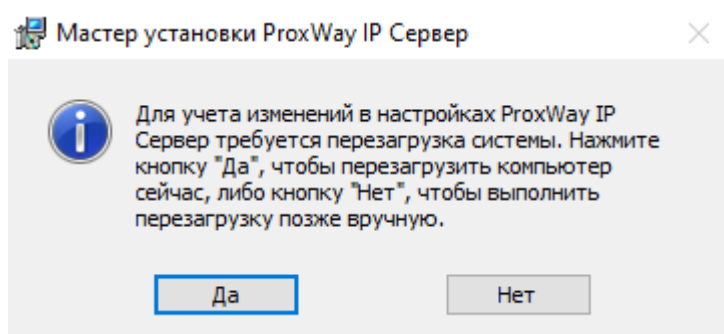 Мастер установки ProxWay IP Сервер
Для учета изменений в настройках ProxWay IP
Сервер требуется перезагрузка системы. Нажмите
кнопку "Да", чтобы перезагрузить компьютер
сейчас, либо кнопку "Нет", чтобы выполнить
перезагрузку позже вручную.
Да
Нет